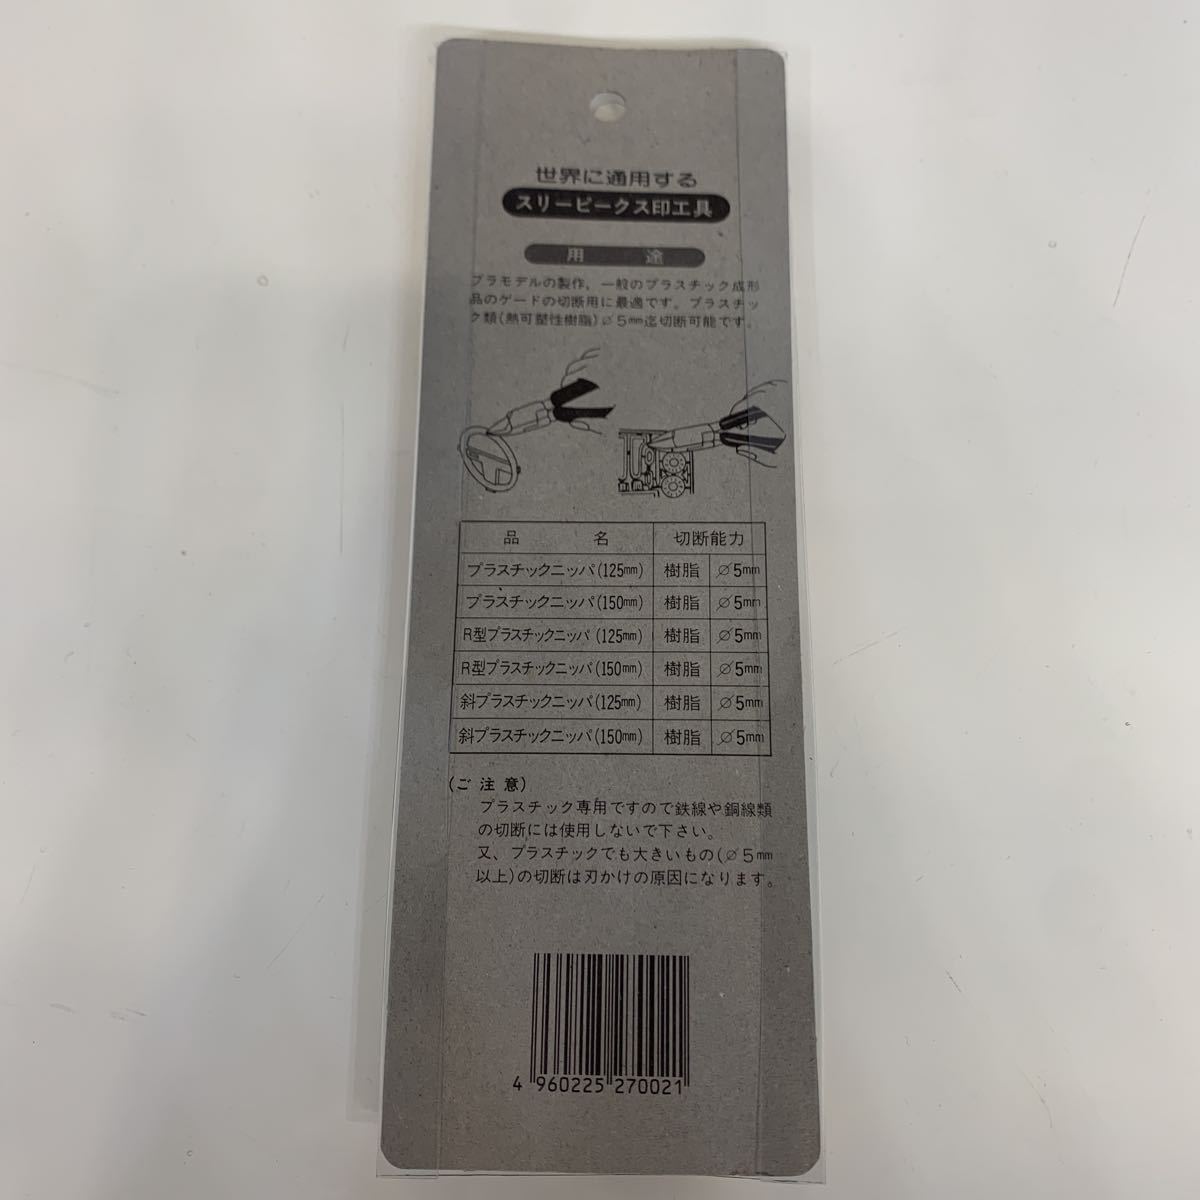 世界に通用する
スリーピークス印工具
用途
プラモデルの製作、一般のプラスチック成形
品のゲードの切断用に最適です。プラスチッ
ク類(熱可塑性樹脂)∅5mm迄切断可能です。
品名 切断能力
プラスチックニッパ(125mm) 樹脂 ∅5mm
プラスチックニッパ(150mm) 樹脂 ∅5mm
R型プラスチックニッパ(125mm) 樹脂 ∅5mm
R型プラスチックニッパ(150mm) 樹脂 ∅5mm
斜プラスチックニッパ(125mm) 樹脂 ∅5mm
斜プラスチックニッパ(150mm) 樹脂 ∅5mm
(ご注意)
プラスチック専用ですので鉄線や銅線類
の切断には使用しないで下さい。
又、プラスチックでも大きいもの(∅5mm
以上)の切断は刃かけの原因になります。
4 960225 270021